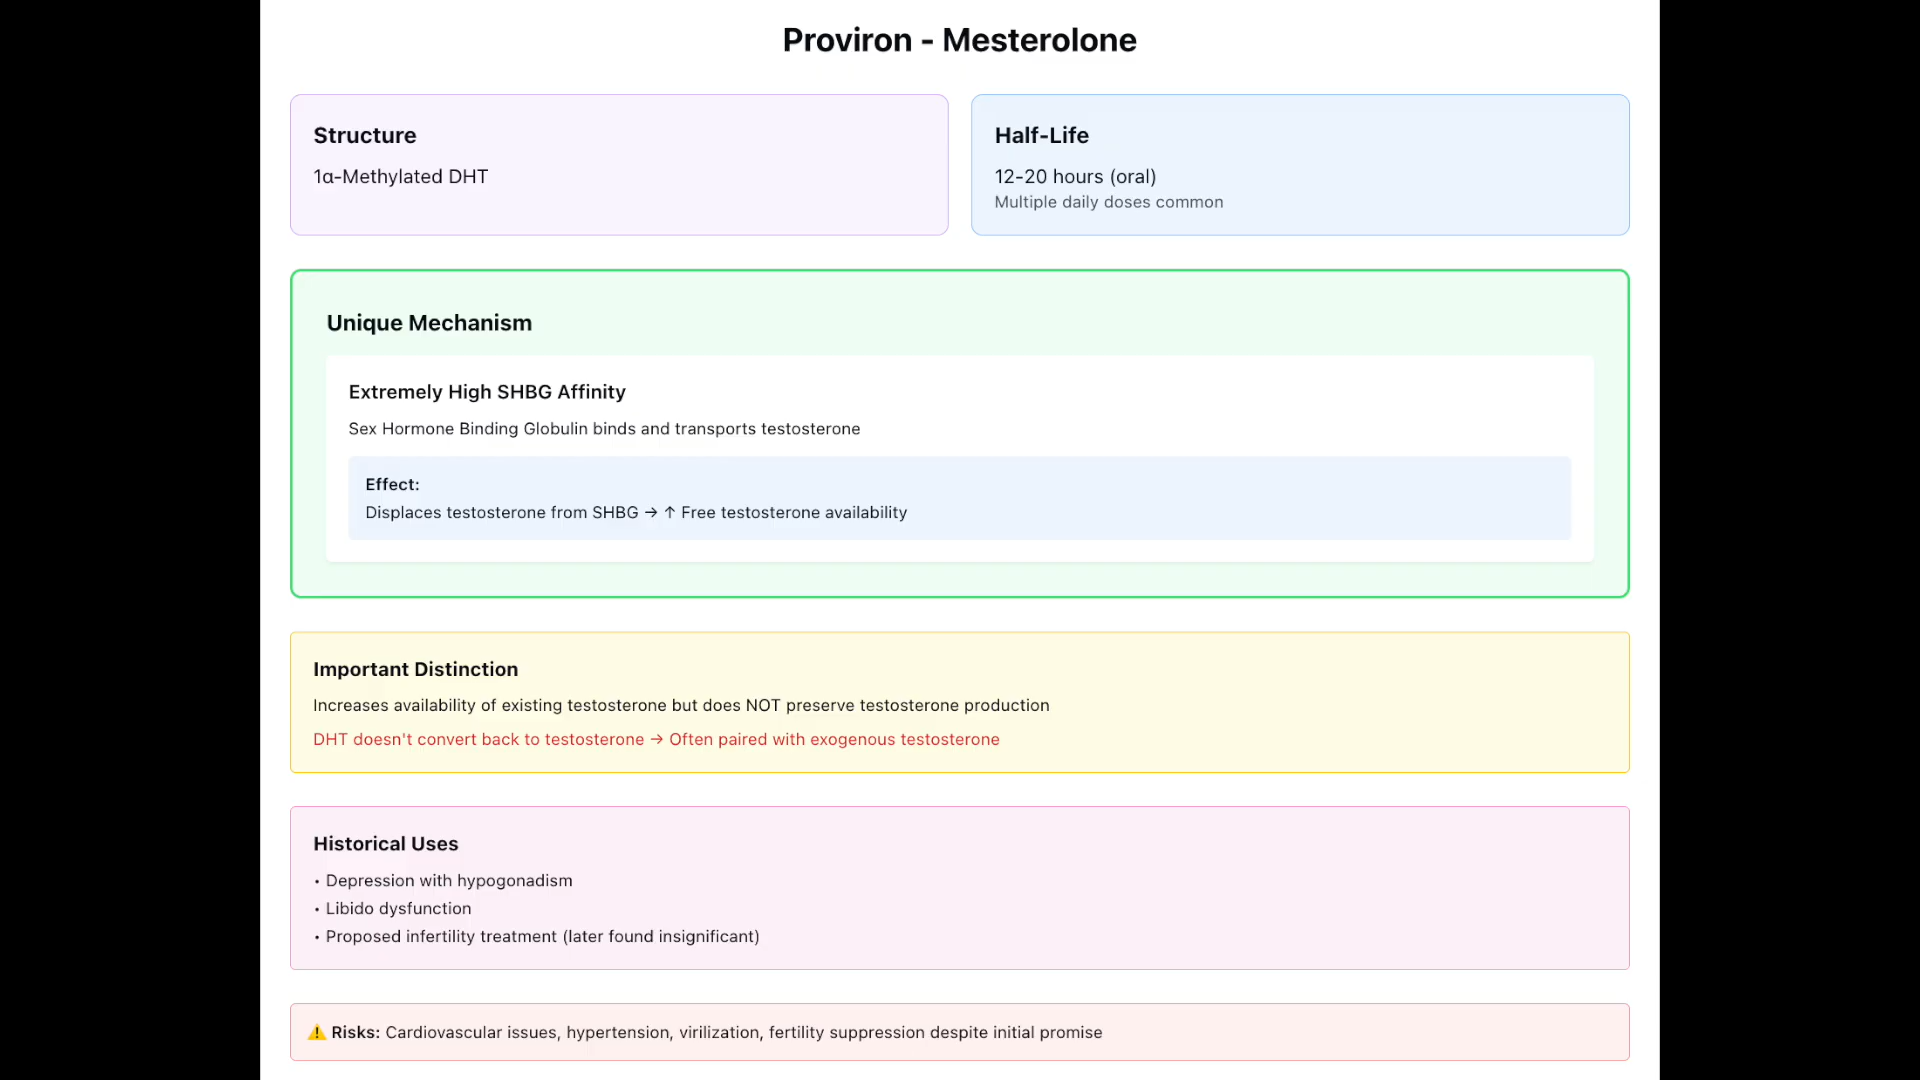 Proviron - Mesterolone
Structure
1α-Methylated DHT
Half-Life
12-20 hours (oral)
Multiple daily doses common
Unique Mechanism
Extremely High SHBG Affinity
Sex Hormone Binding Globulin binds and transports testosterone
Effect:
Displaces testosterone from SHBG → ↑ Free testosterone availability
Important Distinction
Increases availability of existing testosterone but does NOT preserve testosterone production
DHT doesn't convert back to testosterone → Often paired with exogenous testosterone
Historical Uses
• Depression with hypogonadism
• Libido dysfunction
• Proposed infertility treatment (later found insignificant)
⚠️ Risks: Cardiovascular issues, hypertension, virilization, fertility suppression despite initial promise